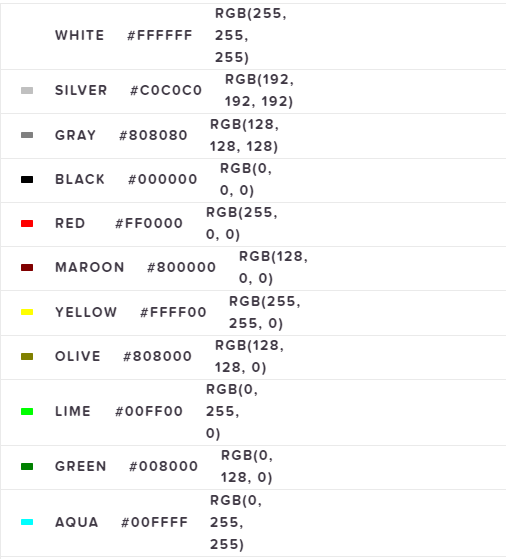 WHITE #FFFFFF RGB(255,
255,
255)
SILVER #C0C0C0 RGB(192,
192, 192)
GRAY #808080 RGB(128,
128, 128)
BLACK #000000 RGB(0,
0, 0)
RED #FF0000 RGB(255,
0, 0)
MAROON #800000 RGB(128,
0, 0)
YELLOW #FFFF00 RGB(255,
255, 0)
OLIVE #808000 RGB(128,
128, 0)
LIME #00FF00 RGB(0,
255,
0)
GREEN #008000 RGB(0,
128, 0)
AQUA #00FFFF RGB(0,
255,
255)